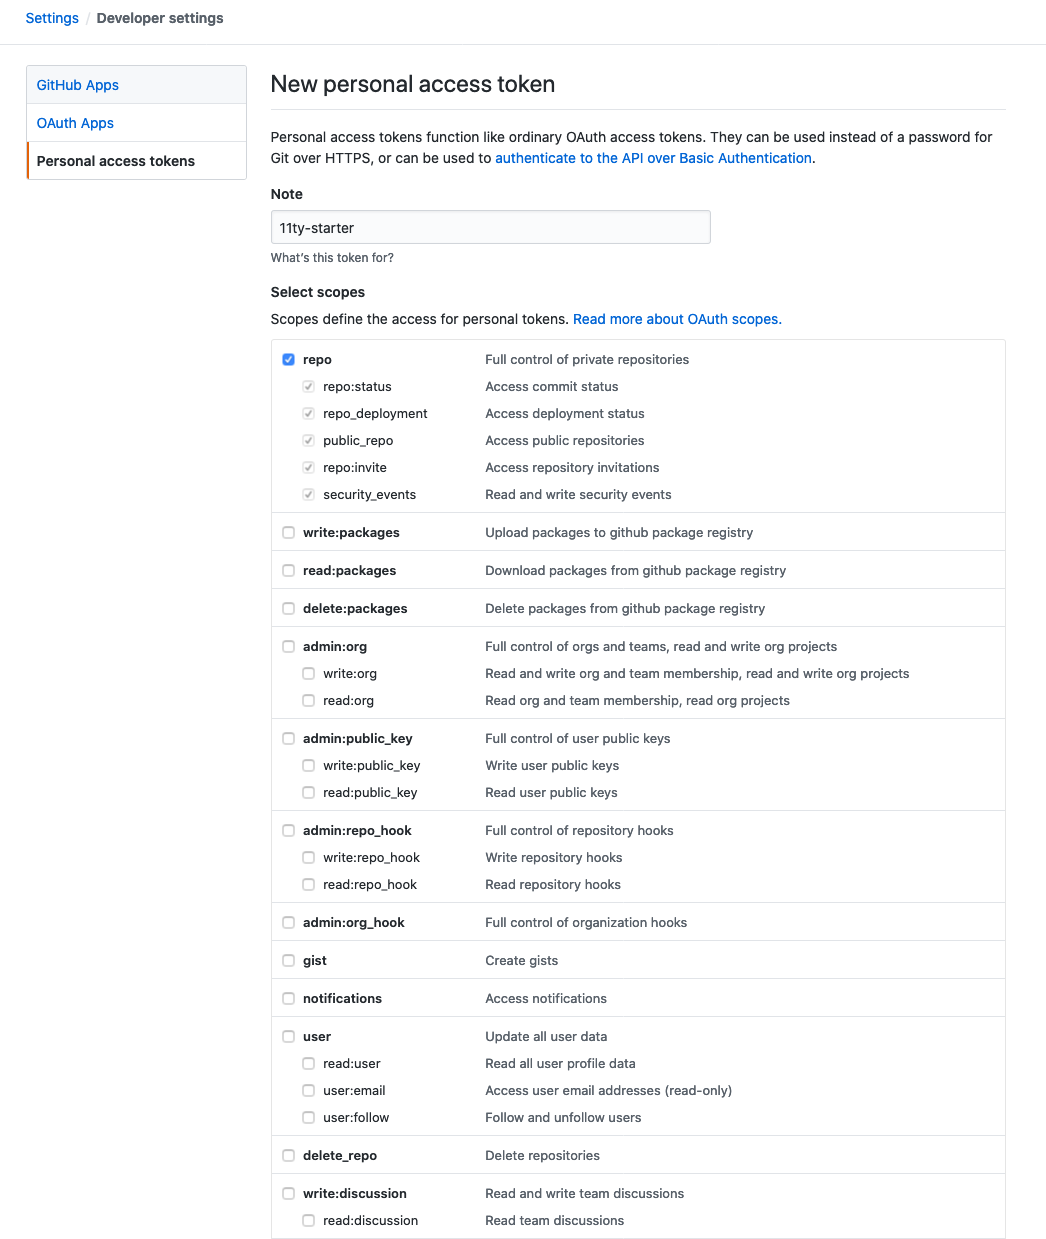 Settings / Developer settings
GitHub Apps
OAuth Apps
Personal access tokens
New personal access token
Personal access tokens function like ordinary OAuth access tokens. They can be used instead of a password for
Git over HTTPS, or can be used to authenticate to the API over Basic Authentication.
Note
11ty-starter
What's this token for?
Select scopes
Scopes define the access for personal tokens. Read more about OAuth scopes.
repo Full control of private repositories
repo:status Access commit status
repo_deployment Access deployment status
public_repo Access public repositories
repo:invite Access repository invitations
security_events Read and write security events
write:packages Upload packages to github package registry
read:packages Download packages from github package registry
delete:packages Delete packages from github package registry
admin:org Full control of orgs and teams, read and write org projects
write:org Read and write org and team membership, read and write org projects
read:org Read org and team membership, read org projects
admin:public_key Full control of user public keys
write:public_key Write user public keys
read:public_key Read user public keys
admin:repo_hook Full control of repository hooks
write:repo_hook Write repository hooks
read:repo_hook Read repository hooks
admin:org_hook Full control of organization hooks
gist Create gists
notifications Access notifications
user Update all user data
read:user Read all user profile data
user:email Access user email addresses (read-only)
user:follow Follow and unfollow users
delete_repo Delete repositories
write:discussion Read and write team discussions
read:discussion Read team discussions